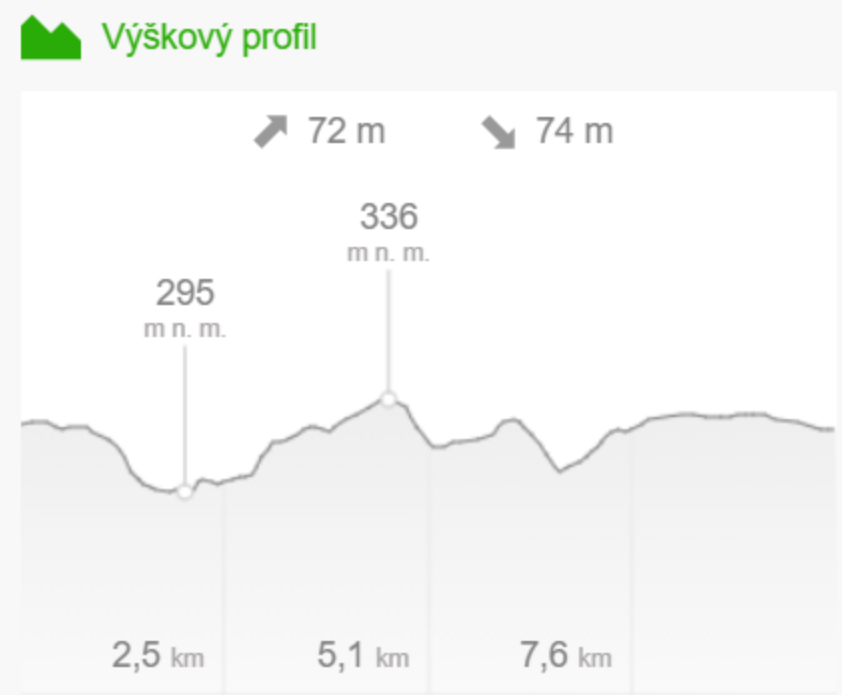 Výškový profil
72 m 74 m
336
m n. m.
295
m n. m.
2,5 km 5,1 km 7,6 km